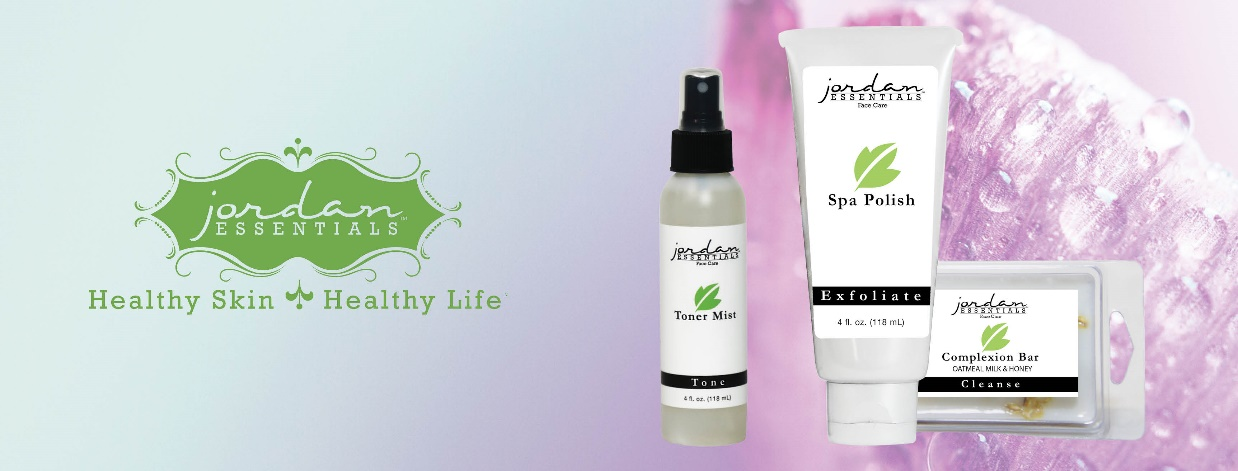 jordan
ESSENTIALS™
Healthy Skin Healthy Life
jordan
ESSENTIALS
Face Care
Toner Mist
Tone
4 fl. oz. (118 mL)
jordan
ESSENTIALS
Face Care
Spa Polish
Exfoliate
4 fl. oz. (118 mL)
jordan
ESSENTIALS
Face Care
Complexion Bar
OATMEAL MILK & HONEY
Cleanse